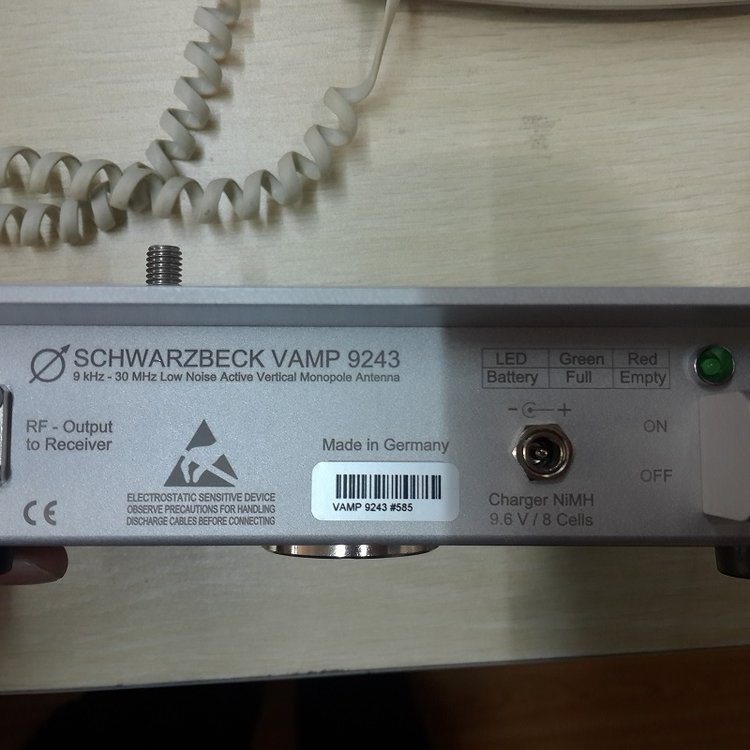 SCHWARZBECK VAMP 9243
9 kHz - 30 MHz Low Noise Active Vertical Monopole Antenna
LED Green Red
Battery Full Empty
RF - Output
to Receiver
- +
ON
Made in Germany
OFF
ELECTROSTATIC SENSITIVE DEVICE
OBSERVE PRECAUTIONS FOR HANDLING
DISCHARGE CABLES BEFORE CONNECTING
VAMP 9243 #585
Charger NiMH
9.6 V / 8 Cells
CE